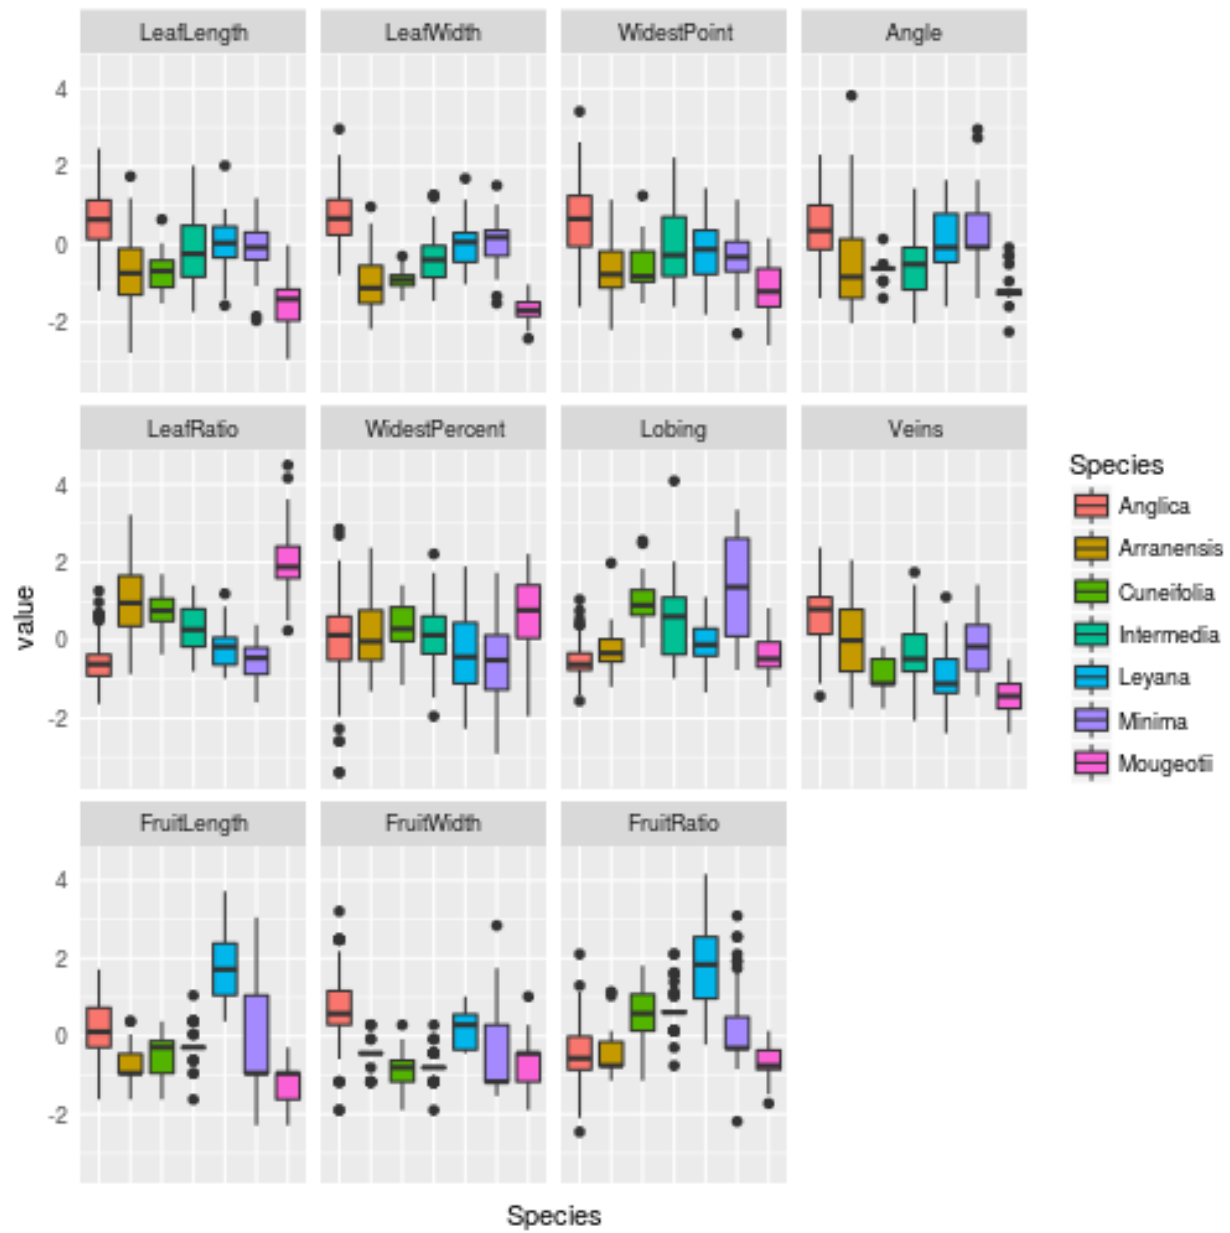 LeafLength LeafWidth WidestPoint Angle
4
2
0
-2
LeafRatio WidestPercent Lobing Veins
4
2
0
-2
FruitLength FruitWidth FruitRatio
4
2
0
-2
value
Species
Species
Anglica
Arranensis
Cuneifolia
Intermedia
Leyana
Minima
Mougeotii